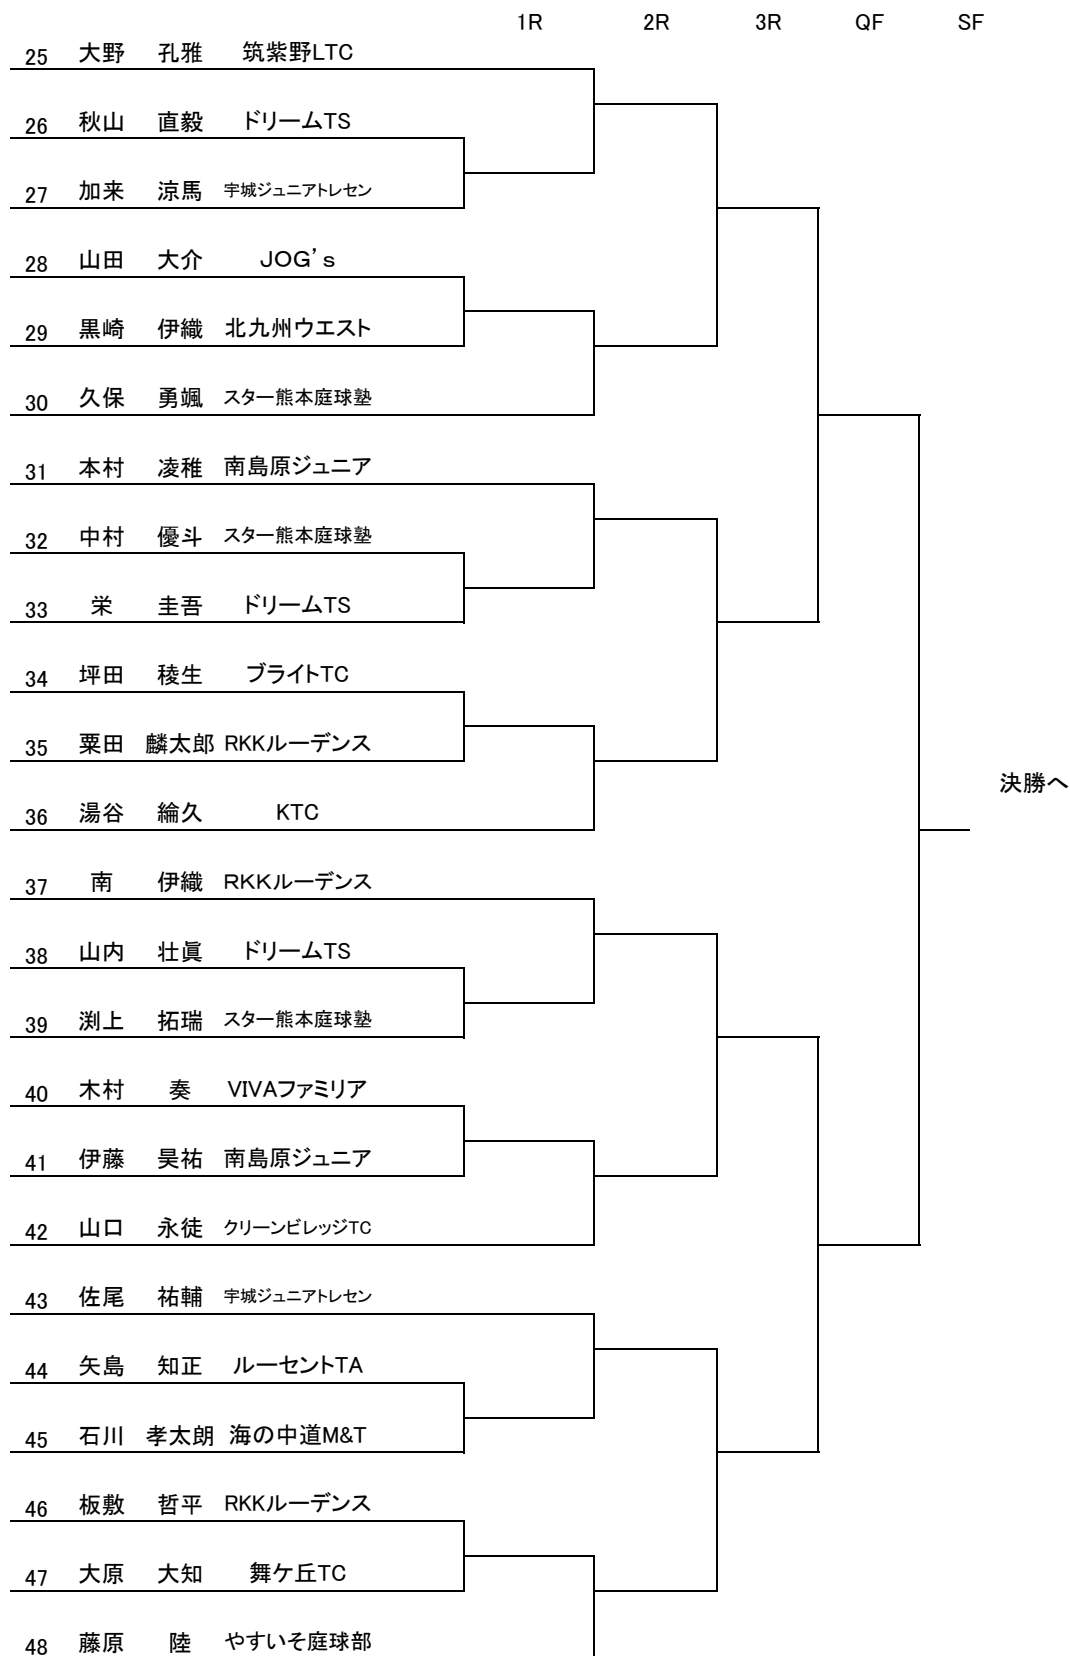 1R 2R 3R QF SF
25 大野 孔雅 筑紫野LTC
26 秋山 直毅 ドリームTS
27 加来 涼馬 宇城ジュニアトレセン
28 山田 大介 JOG’s
29 黒崎 伊織 北九州ウエスト
30 久保 勇颯 スター熊本庭球塾
31 本村 凌稚 南島原ジュニア
32 中村 優斗 スター熊本庭球塾
33 栄 圭吾 ドリームTS
34 坪田 稜生 ブライトTC
35 粟田 麟太郎 RKKルーデンス
決勝へ
36 湯谷 綸久 KTC
37 南 伊織 RKKルーデンス
38 山内 壮眞 ドリームTS
39 渕上 拓瑞 スター熊本庭球塾
40 木村 奏 VIVAファミリア
41 伊藤 昊祐 南島原ジュニア
42 山口 永徒 クリーンビレッジTC
43 佐尾 祐輔 宇城ジュニアトレセン
44 矢島 知正 ルーセントTA
45 石川 孝太朗 海の中道M&T
46 板敷 哲平 RKKルーデンス
47 大原 大知 舞ケ丘TC
48 藤原 陸 やすいそ庭球部